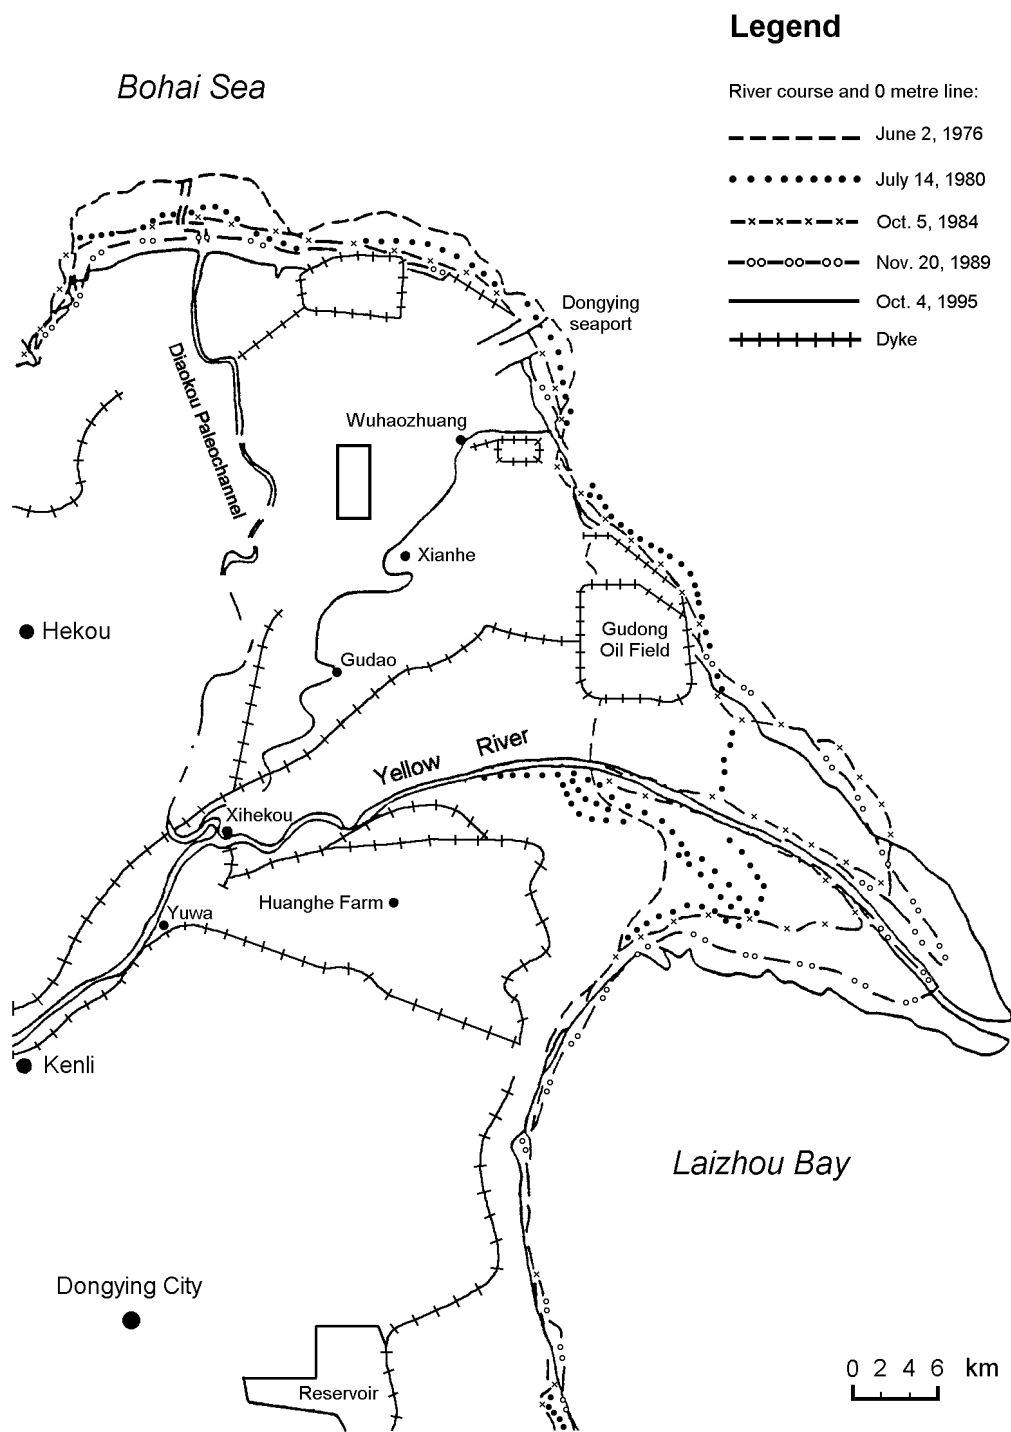 Legend
Bohai Sea
River course and 0 metre line:
June 2, 1976
July 14, 1980
Oct. 5, 1984
Nov. 20, 1989
Oct. 4, 1995
Dyke
Dongying
seaport
Diaokou Paleochannel
Wuhaozhuang
Xianhe
Hekou
Gudong
Oil Field
Gudao
Yellow River
Xihekou
Huanghe Farm
Yuwa
Kenli
Laizhou Bay
Dongying City
Reservoir
0 2 4 6 km